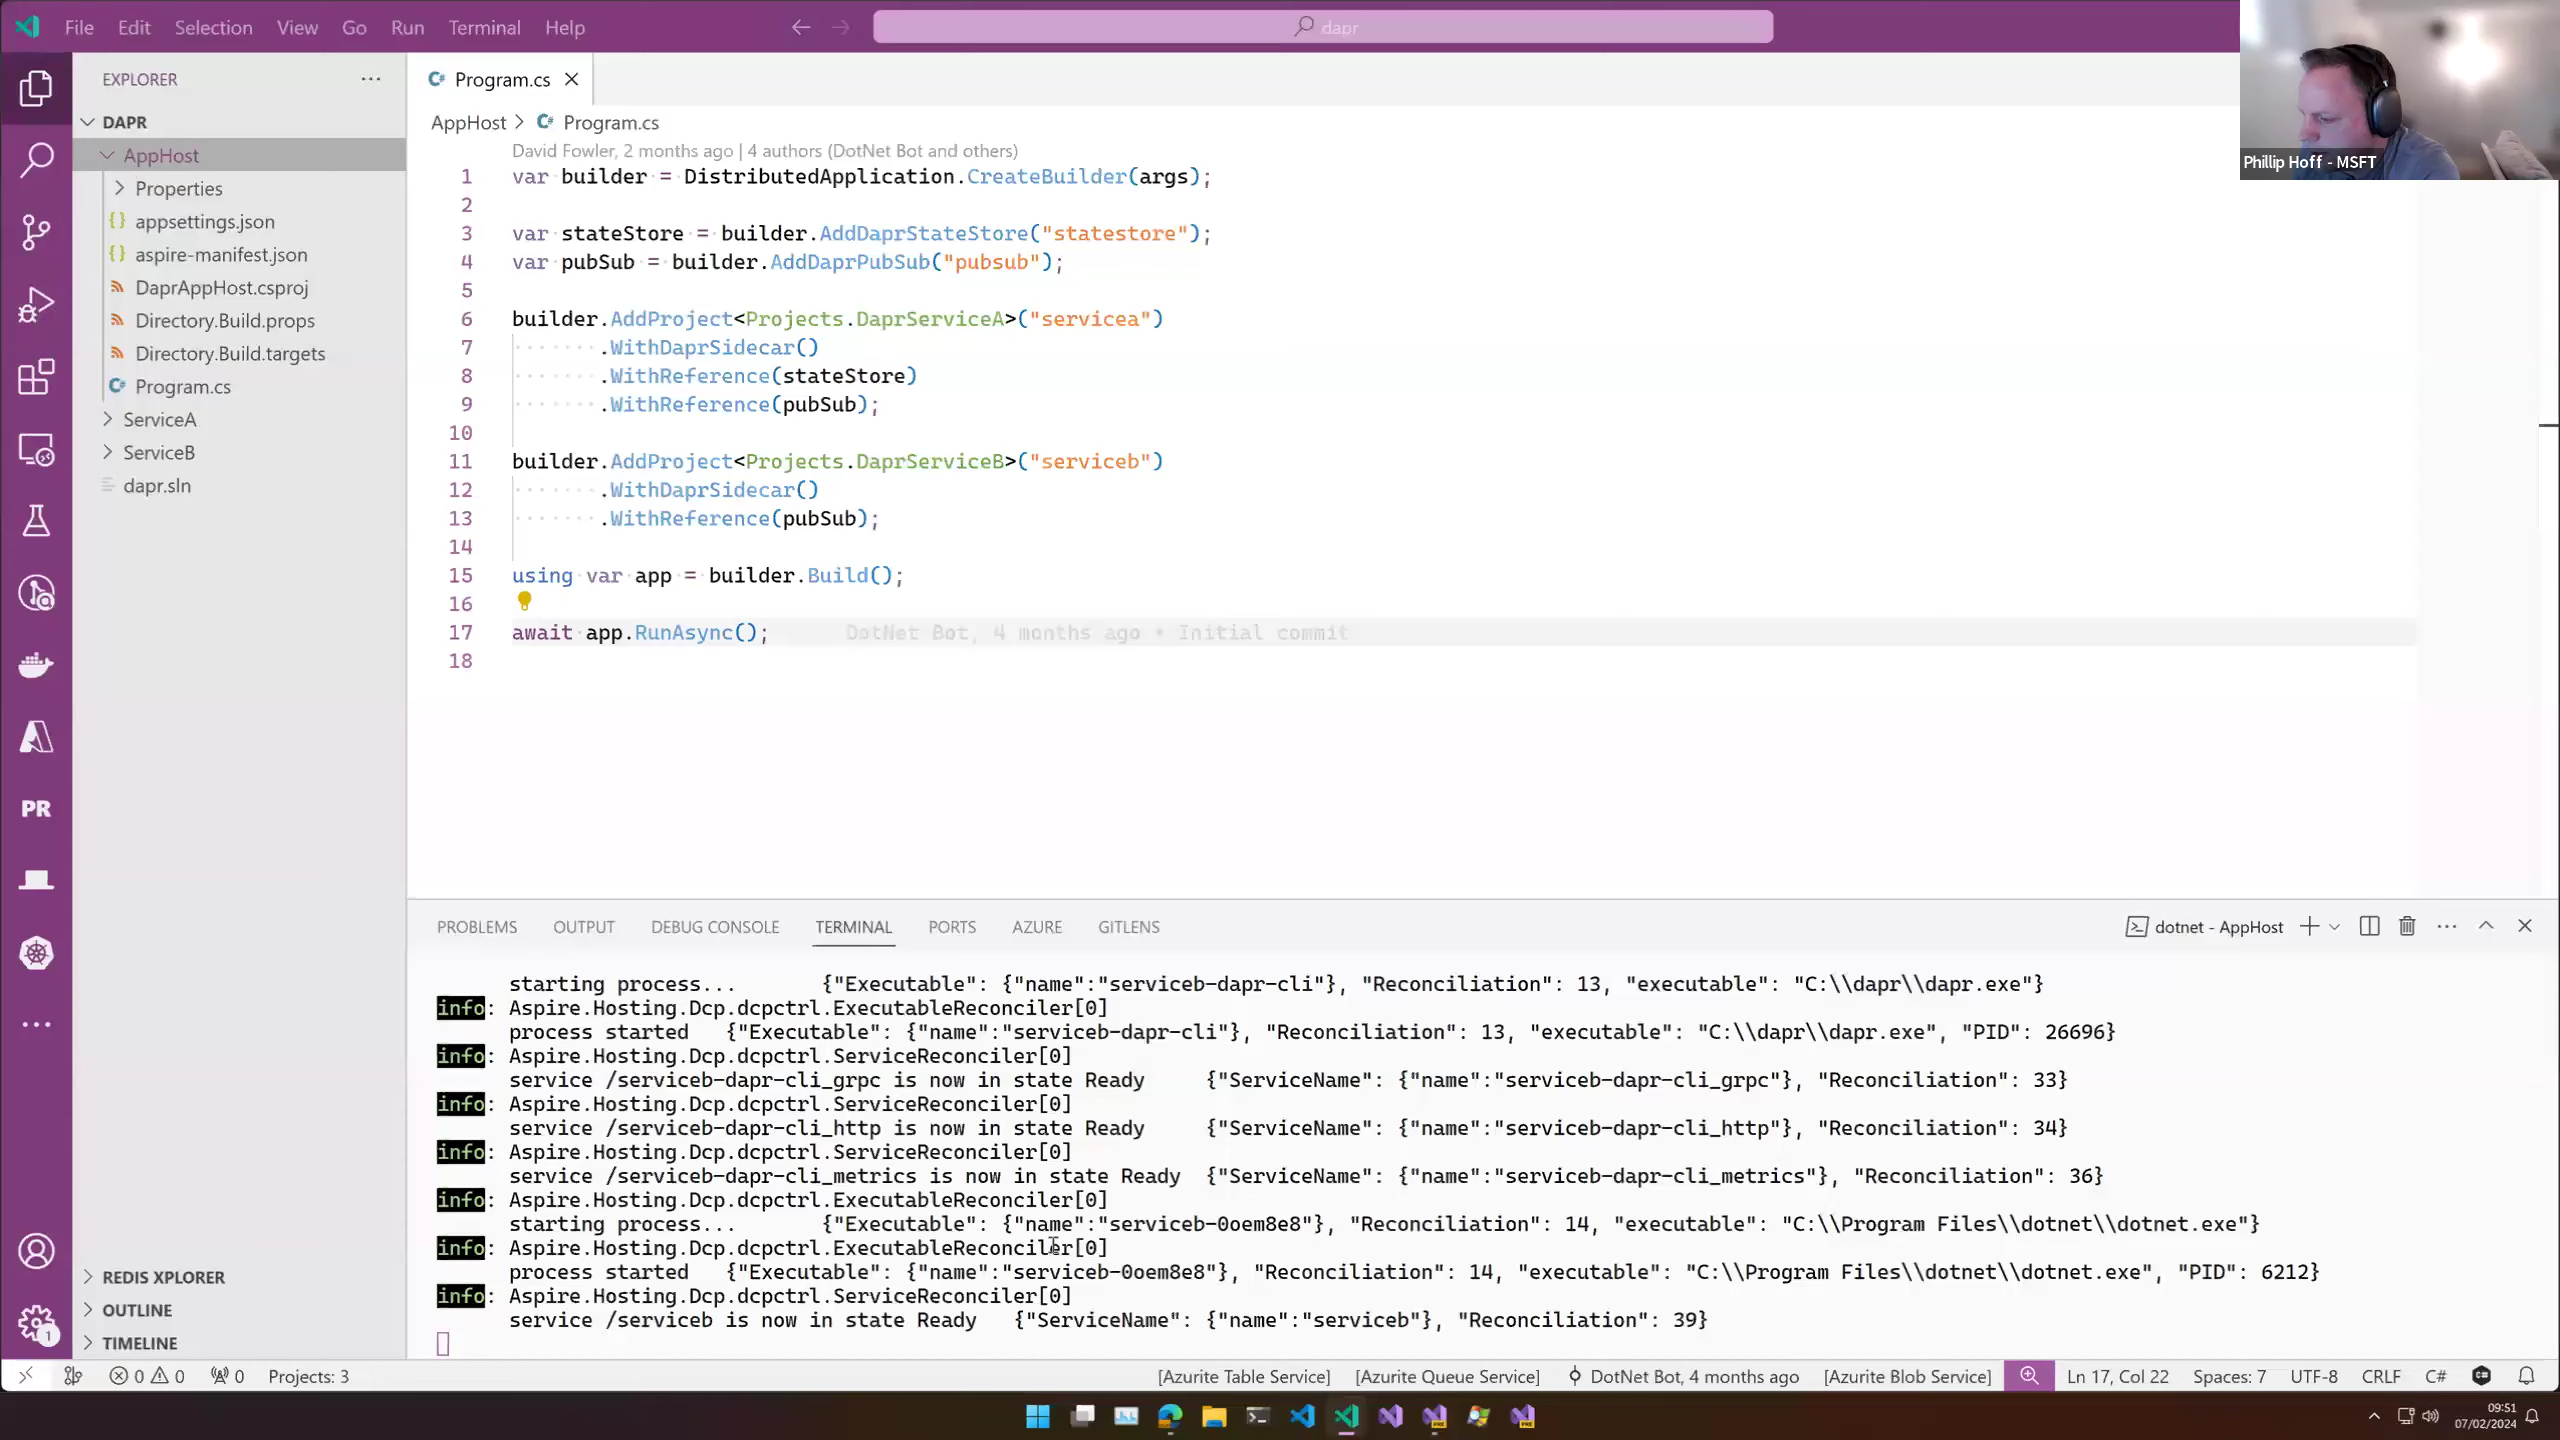 File Edit Selection View Go Run Terminal Help
dapr
Phillip Hoff - MSFT
EXPLORER
DAPR
AppHost
Properties
appsettings.json
aspire-manifest.json
DaprAppHost.csproj
Directory.Build.props
Directory.Build.targets
Program.cs
ServiceA
ServiceB
dapr.sln
REDIS XPLORER
OUTLINE
TIMELINE
PR
1
Program.cs
AppHost > Program.cs
David Fowler, 2 months ago | 4 authors (DotNet Bot and others)
1 var builder = DistributedApplication.CreateBuilder(args);
2
3 var stateStore = builder.AddDaprStateStore("statestore");
4 var pubSub = builder.AddDaprPubSub("pubsub");
5
6 builder.AddProject<Projects.DaprServiceA>("servicea")
7 .WithDaprSidecar()
8 .WithReference(stateStore)
9 .WithReference(pubSub);
10
11 builder.AddProject<Projects.DaprServiceB>("serviceb")
12 .WithDaprSidecar()
13 .WithReference(pubSub);
14
15 using var app = builder.Build();
16
17 await app.RunAsync(); DotNet Bot, 4 months ago • Initial commit
18
PROBLEMS OUTPUT DEBUG CONSOLE TERMINAL PORTS AZURE GITLENS
dotnet - AppHost
starting process... {"Executable": {"name":"serviceb-dapr-cli"}, "Reconciliation": 13, "executable": "C:\\dapr\\dapr.exe"}
info: Aspire.Hosting.Dcp.dcpctrl.ExecutableReconciler[0]
process started {"Executable": {"name":"serviceb-dapr-cli"}, "Reconciliation": 13, "executable": "C:\\dapr\\dapr.exe", "PID": 26696}
info: Aspire.Hosting.Dcp.dcpctrl.ServiceReconciler[0]
service /serviceb-dapr-cli_grpc is now in state Ready {"ServiceName": {"name":"serviceb-dapr-cli_grpc"}, "Reconciliation": 33}
info: Aspire.Hosting.Dcp.dcpctrl.ServiceReconciler[0]
service /serviceb-dapr-cli_http is now in state Ready {"ServiceName": {"name":"serviceb-dapr-cli_http"}, "Reconciliation": 34}
info: Aspire.Hosting.Dcp.dcpctrl.ServiceReconciler[0]
service /serviceb-dapr-cli_metrics is now in state Ready {"ServiceName": {"name":"serviceb-dapr-cli_metrics"}, "Reconciliation": 36}
info: Aspire.Hosting.Dcp.dcpctrl.ExecutableReconciler[0]
starting process... {"Executable": {"name":"serviceb-0oem8e8"}, "Reconciliation": 14, "executable": "C:\\Program Files\\dotnet\\dotnet.exe"}
info: Aspire.Hosting.Dcp.dcpctrl.ExecutableReconciler[0]
process started {"Executable": {"name":"serviceb-0oem8e8"}, "Reconciliation": 14, "executable": "C:\\Program Files\\dotnet\\dotnet.exe", "PID": 6212}
info: Aspire.Hosting.Dcp.dcpctrl.ServiceReconciler[0]
service /serviceb is now in state Ready {"ServiceName": {"name":"serviceb"}, "Reconciliation": 39}
0 0 0 Projects: 3 [Azurite Table Service] [Azurite Queue Service] DotNet Bot, 4 months ago [Azurite Blob Service] Ln 17, Col 22 Spaces: 7 UTF-8 CRLF C#
09:51
07/02/2024